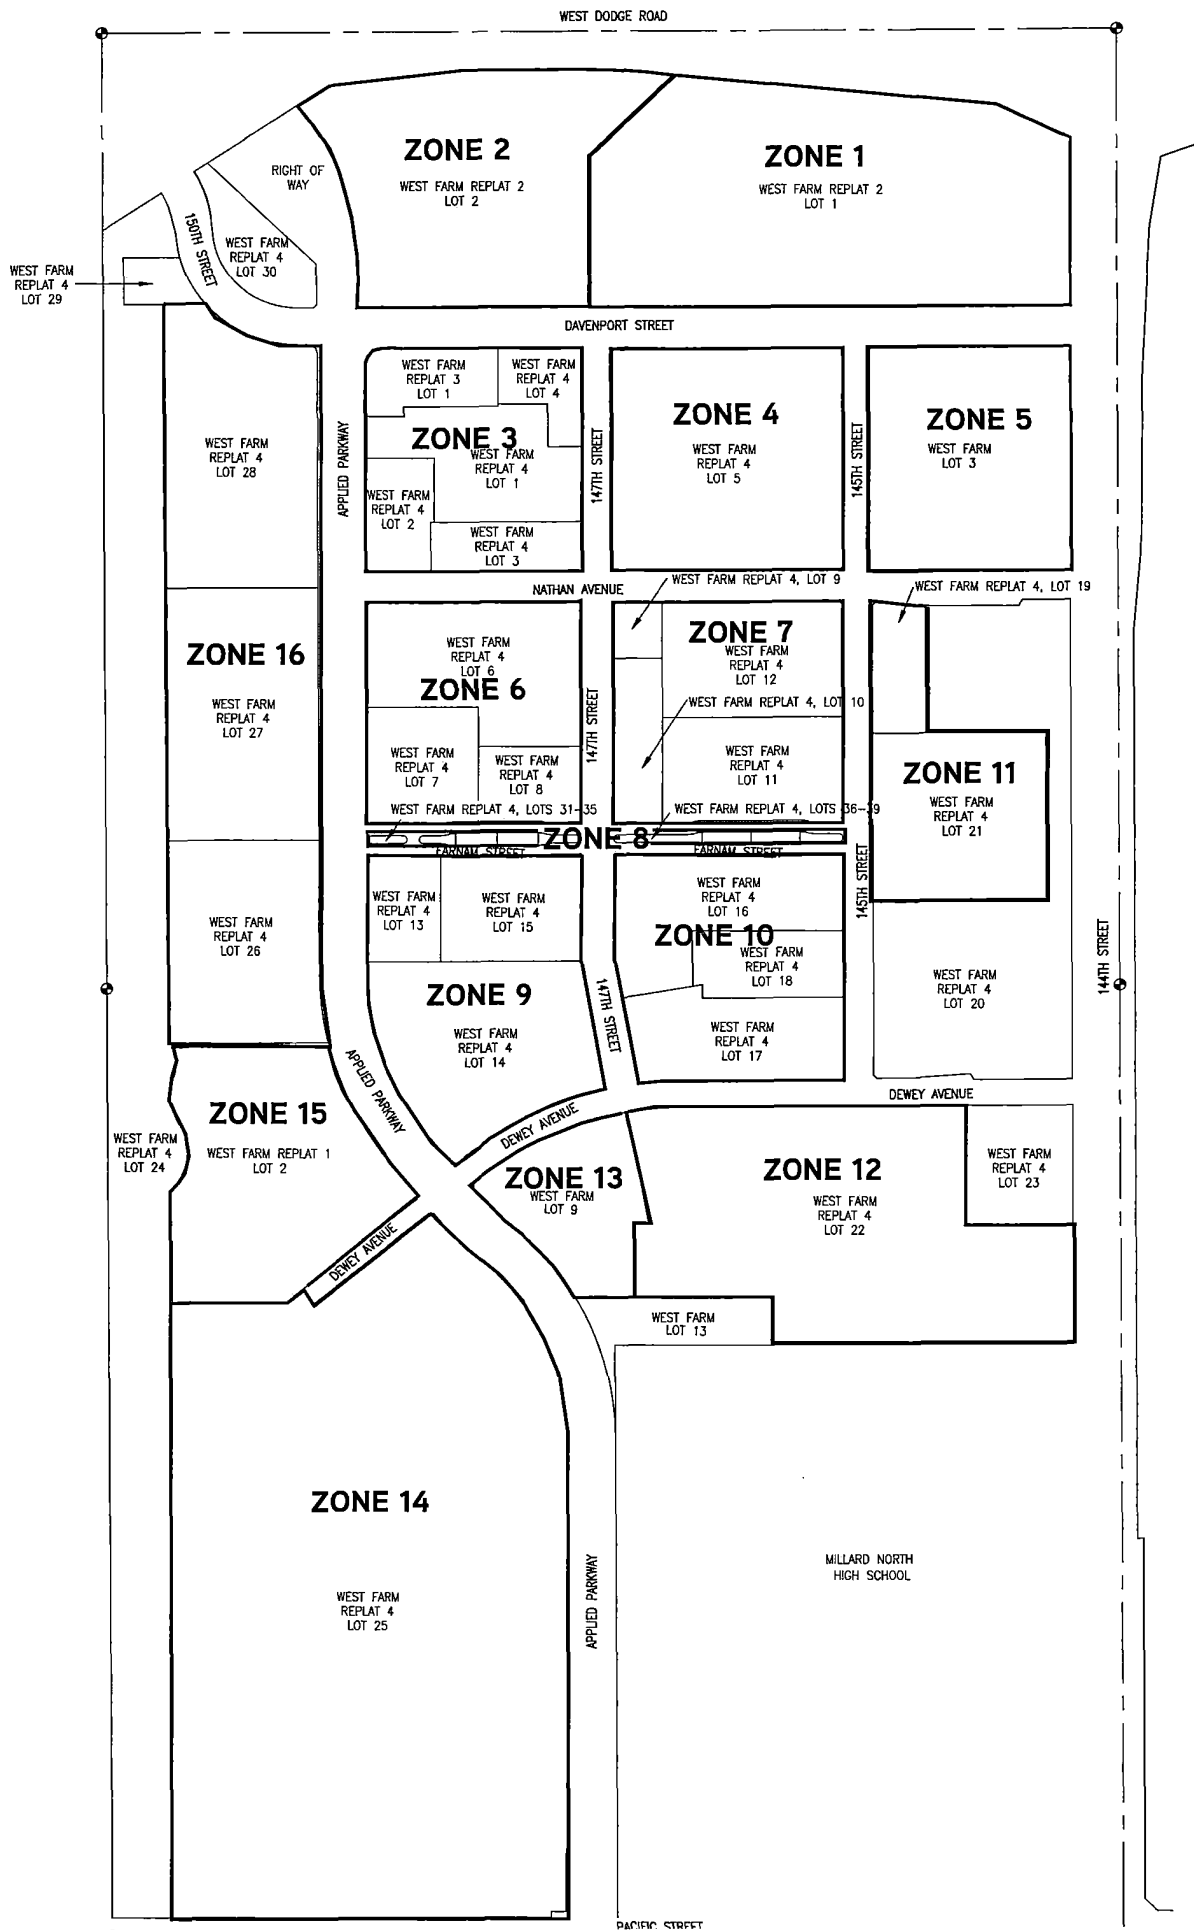 WEST DODGE ROAD
ZONE 2
WEST FARM REPLAT 2
LOT 2
ZONE 1
WEST FARM REPLAT 2
LOT 1
RIGHT OF
WAY
150TH STREET
WEST FARM
REPLAT 4
LOT 30
WEST FARM
REPLAT 4
LOT 29
DAVENPORT STREET
WEST FARM
REPLAT 3
LOT 1
WEST FARM
REPLAT 4
LOT 4
ZONE 3
WEST FARM
REPLAT 4
LOT 1
WEST FARM
REPLAT 4
LOT 2
WEST FARM
REPLAT 4
LOT 3
APPLIED PARKWAY
147TH STREET
ZONE 4
WEST FARM
REPLAT 4
LOT 5
145TH STREET
ZONE 5
WEST FARM
LOT 3
WEST FARM
REPLAT 4
LOT 28
NATHAN AVENUE
WEST FARM REPLAT 4, LOT 9
WEST FARM REPLAT 4, LOT 19
ZONE 16
WEST FARM
REPLAT 4
LOT 27
WEST FARM
REPLAT 4
LOT 6
ZONE 6
WEST FARM
REPLAT 4
LOT 7
WEST FARM
REPLAT 4
LOT 8
147TH STREET
ZONE 7
WEST FARM
REPLAT 4
LOT 12
WEST FARM REPLAT 4, LOT 10
WEST FARM
REPLAT 4
LOT 11
ZONE 11
WEST FARM
REPLAT 4
LOT 21
WEST FARM REPLAT 4, LOTS 31-35
WEST FARM REPLAT 4, LOTS 36-39
ZONE 8
FARNAM STREET
FARNAM STREET
145TH STREET
WEST FARM
REPLAT 4
LOT 26
WEST FARM
REPLAT 4
LOT 13
WEST FARM
REPLAT 4
LOT 15
WEST FARM
REPLAT 4
LOT 16
ZONE 10
WEST FARM
REPLAT 4
LOT 18
WEST FARM
REPLAT 4
LOT 17
WEST FARM
REPLAT 4
LOT 20
144TH STREET
ZONE 9
WEST FARM
REPLAT 4
LOT 14
147TH STREET
APPLIED PARKWAY
DEWEY AVENUE
DEWEY AVENUE
ZONE 15
WEST FARM REPLAT 1
LOT 2
WEST FARM
REPLAT 4
LOT 24
ZONE 13
WEST FARM
LOT 9
ZONE 12
WEST FARM
REPLAT 4
LOT 22
WEST FARM
REPLAT 4
LOT 23
DEWEY AVENUE
WEST FARM
LOT 13
ZONE 14
WEST FARM
REPLAT 4
LOT 25
APPLIED PARKWAY
MILLARD NORTH
HIGH SCHOOL
PACIFIC STREET